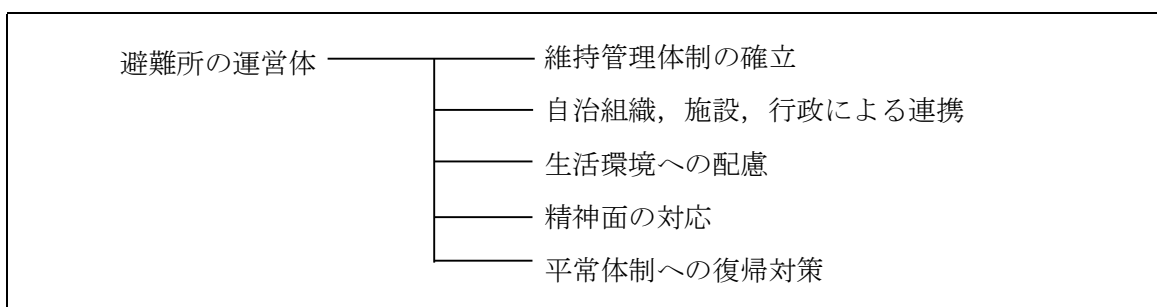 避難所の運営体
維持管理体制の確立
自治組織，施設，行政による連携
生活環境への配慮
精神面の対応
平常体制への復帰対策